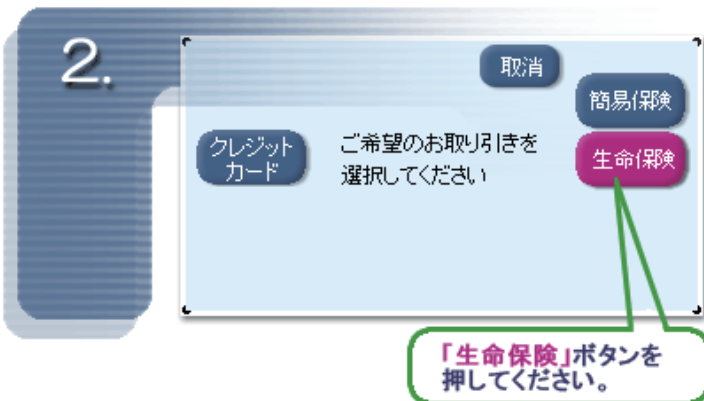 2.
取消
簡易保険
クレジット
カード
ご希望のお取り引きを
選択してください
生命保険
「生命保険」ボタンを
押してください。